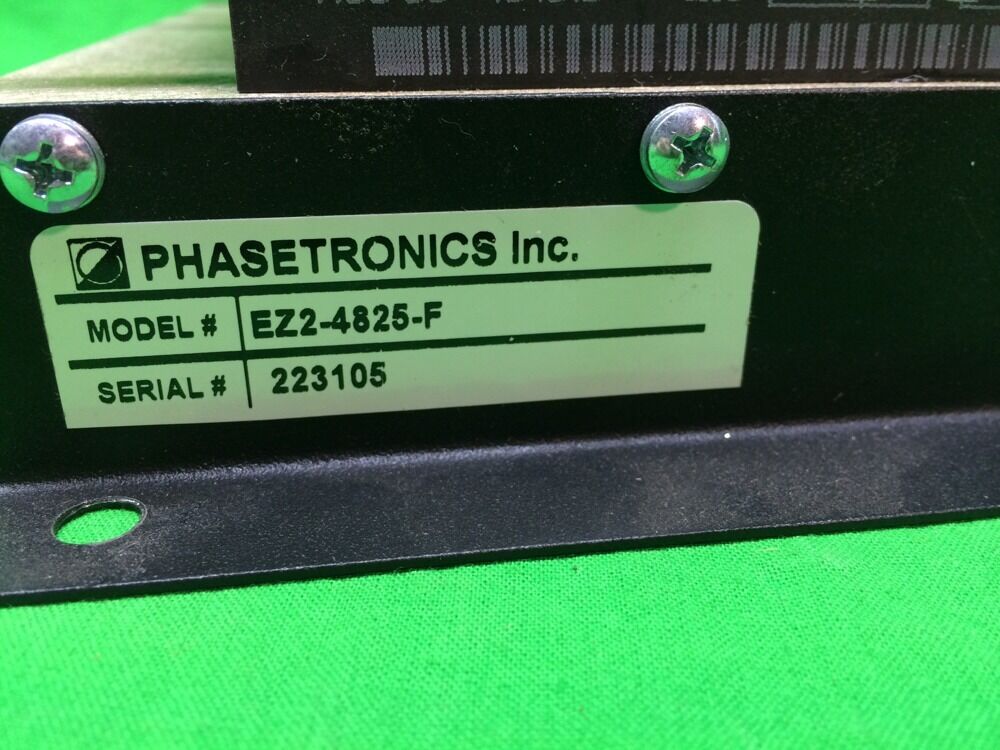 PHASETRONICS Inc.
MODEL # EZ2-4825-F
SERIAL # 223105